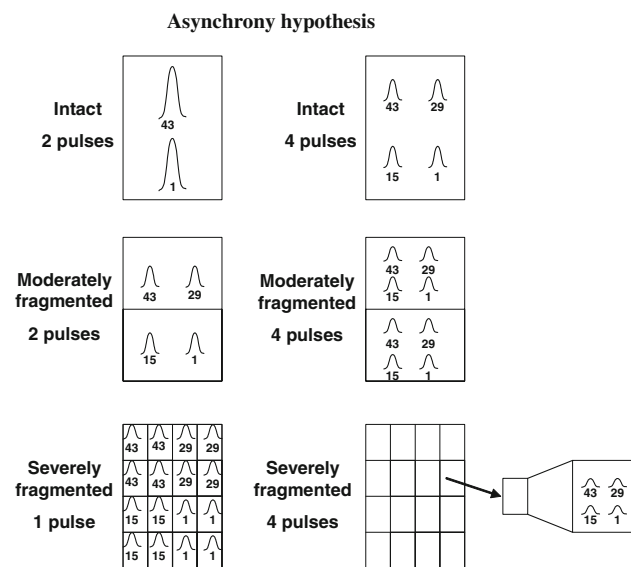 Asynchrony hypothesis
Intact
2 pulses
43
1
Intact
4 pulses
43 29
15 1
Moderately
fragmented
2 pulses
43 29
15 1
Moderately
fragmented
4 pulses
43 29
15 1
43 29
15 1
Severely
fragmented
1 pulse
43 43 29 29
43 43 29 29
15 15 1 1
15 15 1 1
Severely
fragmented
4 pulses
43 29
15 1